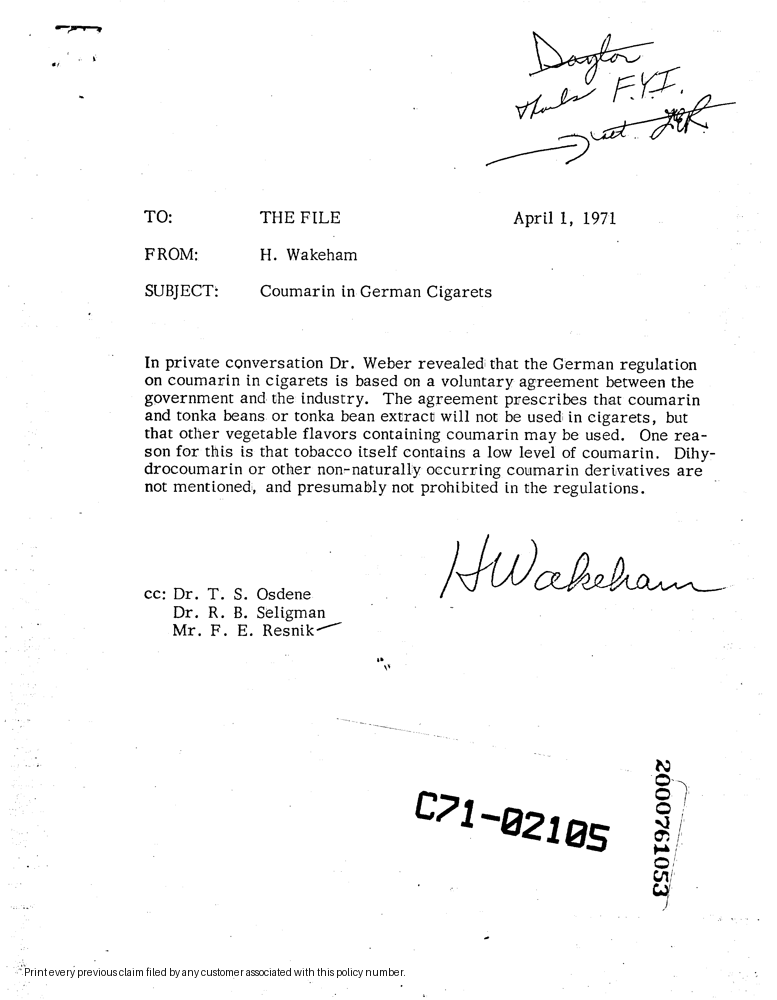 Daylor
F.Y.I.
TO: THE FILE April 1, 1971
FROM: H. Wakeham
SUBJECT: Coumarin in German Cigarets
In private conversation Dr. Weber revealed that the German regulation
on coumarin in cigarets is based on a voluntary agreement between the
government and the industry. The agreement prescribes that coumarin
and tonka beans or tonka bean extract will not be used in cigarets, but
that other vegetable flavors containing coumarin may be used. One rea-
son for this is that tobacco itself contains a low level of coumarin. Dihy-
drocoumarin or other non-naturally occurring coumarin derivatives are
not mentioned, and presumably not prohibited in the regulations.
H Wakeham
cc: Dr. T. S. Osdene
Dr. R. B. Seligman
Mr. F. E. Resnik
C71-02105
2000761053
Print every previous claim filed by any customer associated with this policy number.